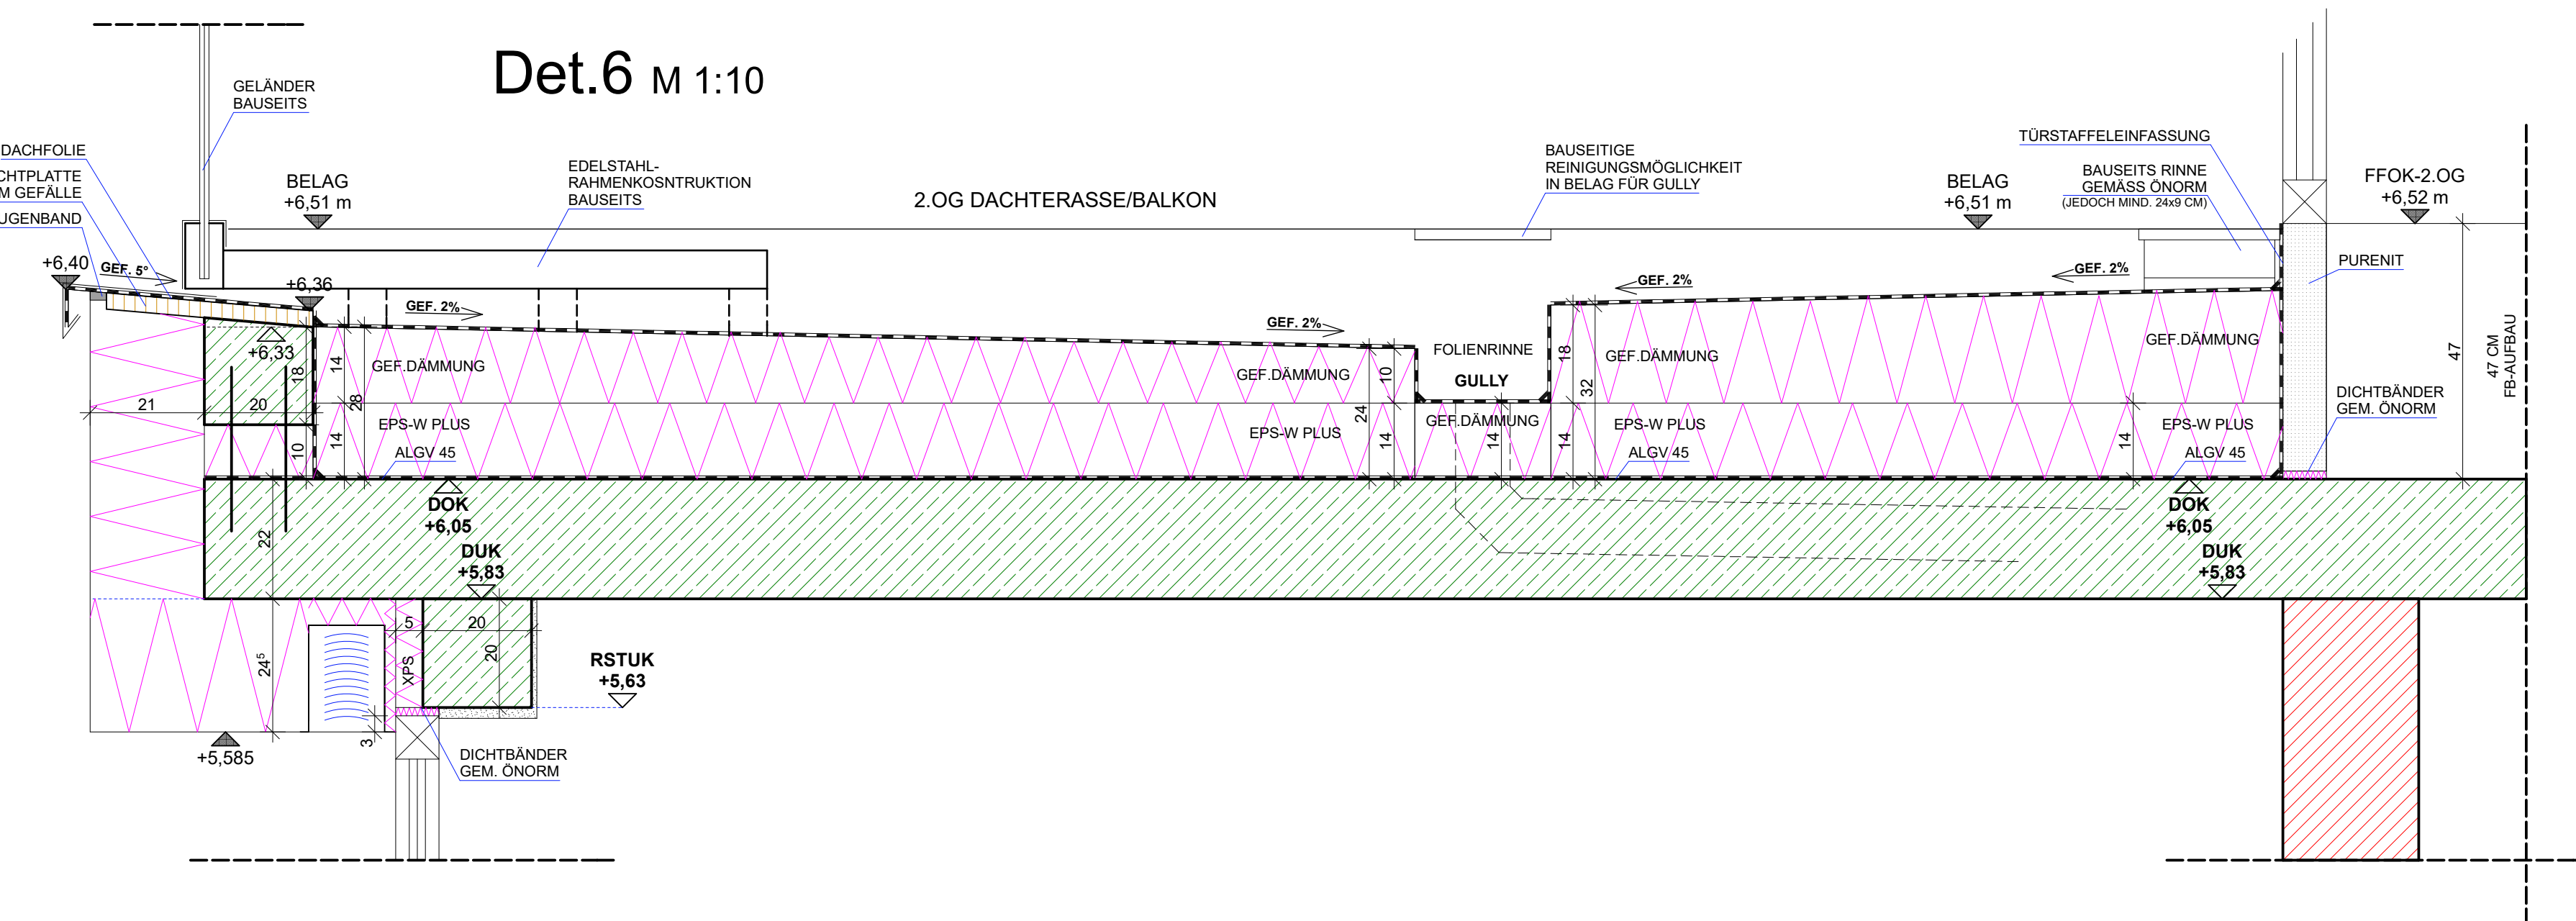 Det.6 M 1:10
GELÄNDER
BAUSEITS
DACHFOLIE
CHTPLATTE
M GEFÄLLE
UGENBAND
BELAG
+6,51 m
EDELSTAHL-
RAHMENKOSNTRUKTION
BAUSEITS
2.OG DACHTERASSE/BALKON
BAUSEITIGE
REINIGUNGSMÖGLICHKEIT
IN BELAG FÜR GULLY
BELAG
+6,51 m
TÜRSTAFFELEINFASSUNG
BAUSEITS RINNE
GEMÄSS ÖNORM
(JEDOCH MIND. 24x9 CM)
FFOK-2.OG
+6,52 m
+6,40
GEF. 5°
+6,36
GEF. 2%
GEF. 2%
GEF. 2%
GEF. 2%
PURENIT
+6,33
18
14
28
GEF.DÄMMUNG
GEF.DÄMMUNG
10
FOLIENRINNE
GULLY
18
32
GEF.DÄMMUNG
GEF.DÄMMUNG
47
47 CM
FB-AUFBAU
21
20
10
14
EPS-W PLUS
ALGV 45
EPS-W PLUS
24
14
GEF.DÄMMUNG
14
14
EPS-W PLUS
ALGV 45
14
EPS-W PLUS
ALGV 45
DICHTBÄNDER
GEM. ÖNORM
22
DOK
+6,05
DUK
+5,83
DOK
+6,05
DUK
+5,83
24⁵
5
20
XPS
20
RSTUK
+5,63
3
+5,585
DICHTBÄNDER
GEM. ÖNORM